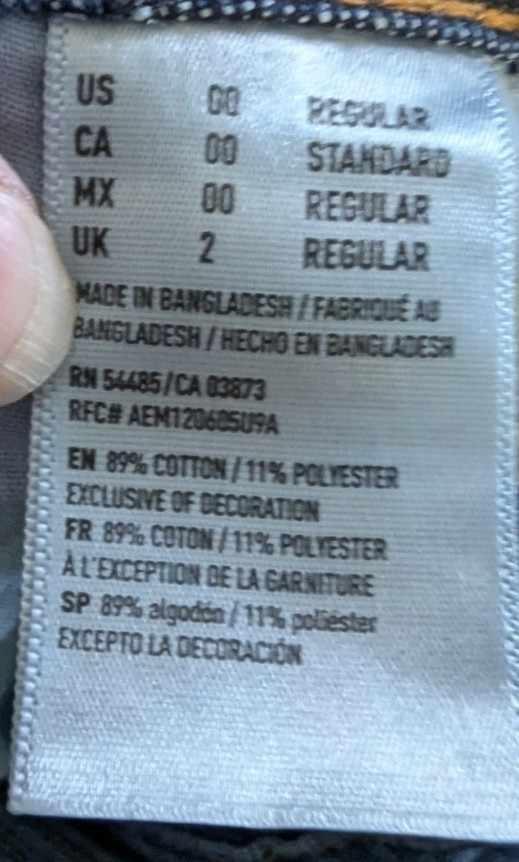 US 00 REGULAR
CA 00 STANDARD
MX 00 REGULAR
UK 2 REGULAR
MADE IN BANGLADESH / FABRIQUÉ AU
BANGLADESH / HECHO EN BANGLADESH
RN 54485/CA 03873
RFC# AEM120605U9A
EN 89% COTTON / 11% POLYESTER
EXCLUSIVE OF DECORATION
FR 89% COTON / 11% POLYESTER
À L'EXCEPTION DE LA GARNITURE
SP 89% algodón / 11% poliéster
EXCEPTO LA DECORACIÓN